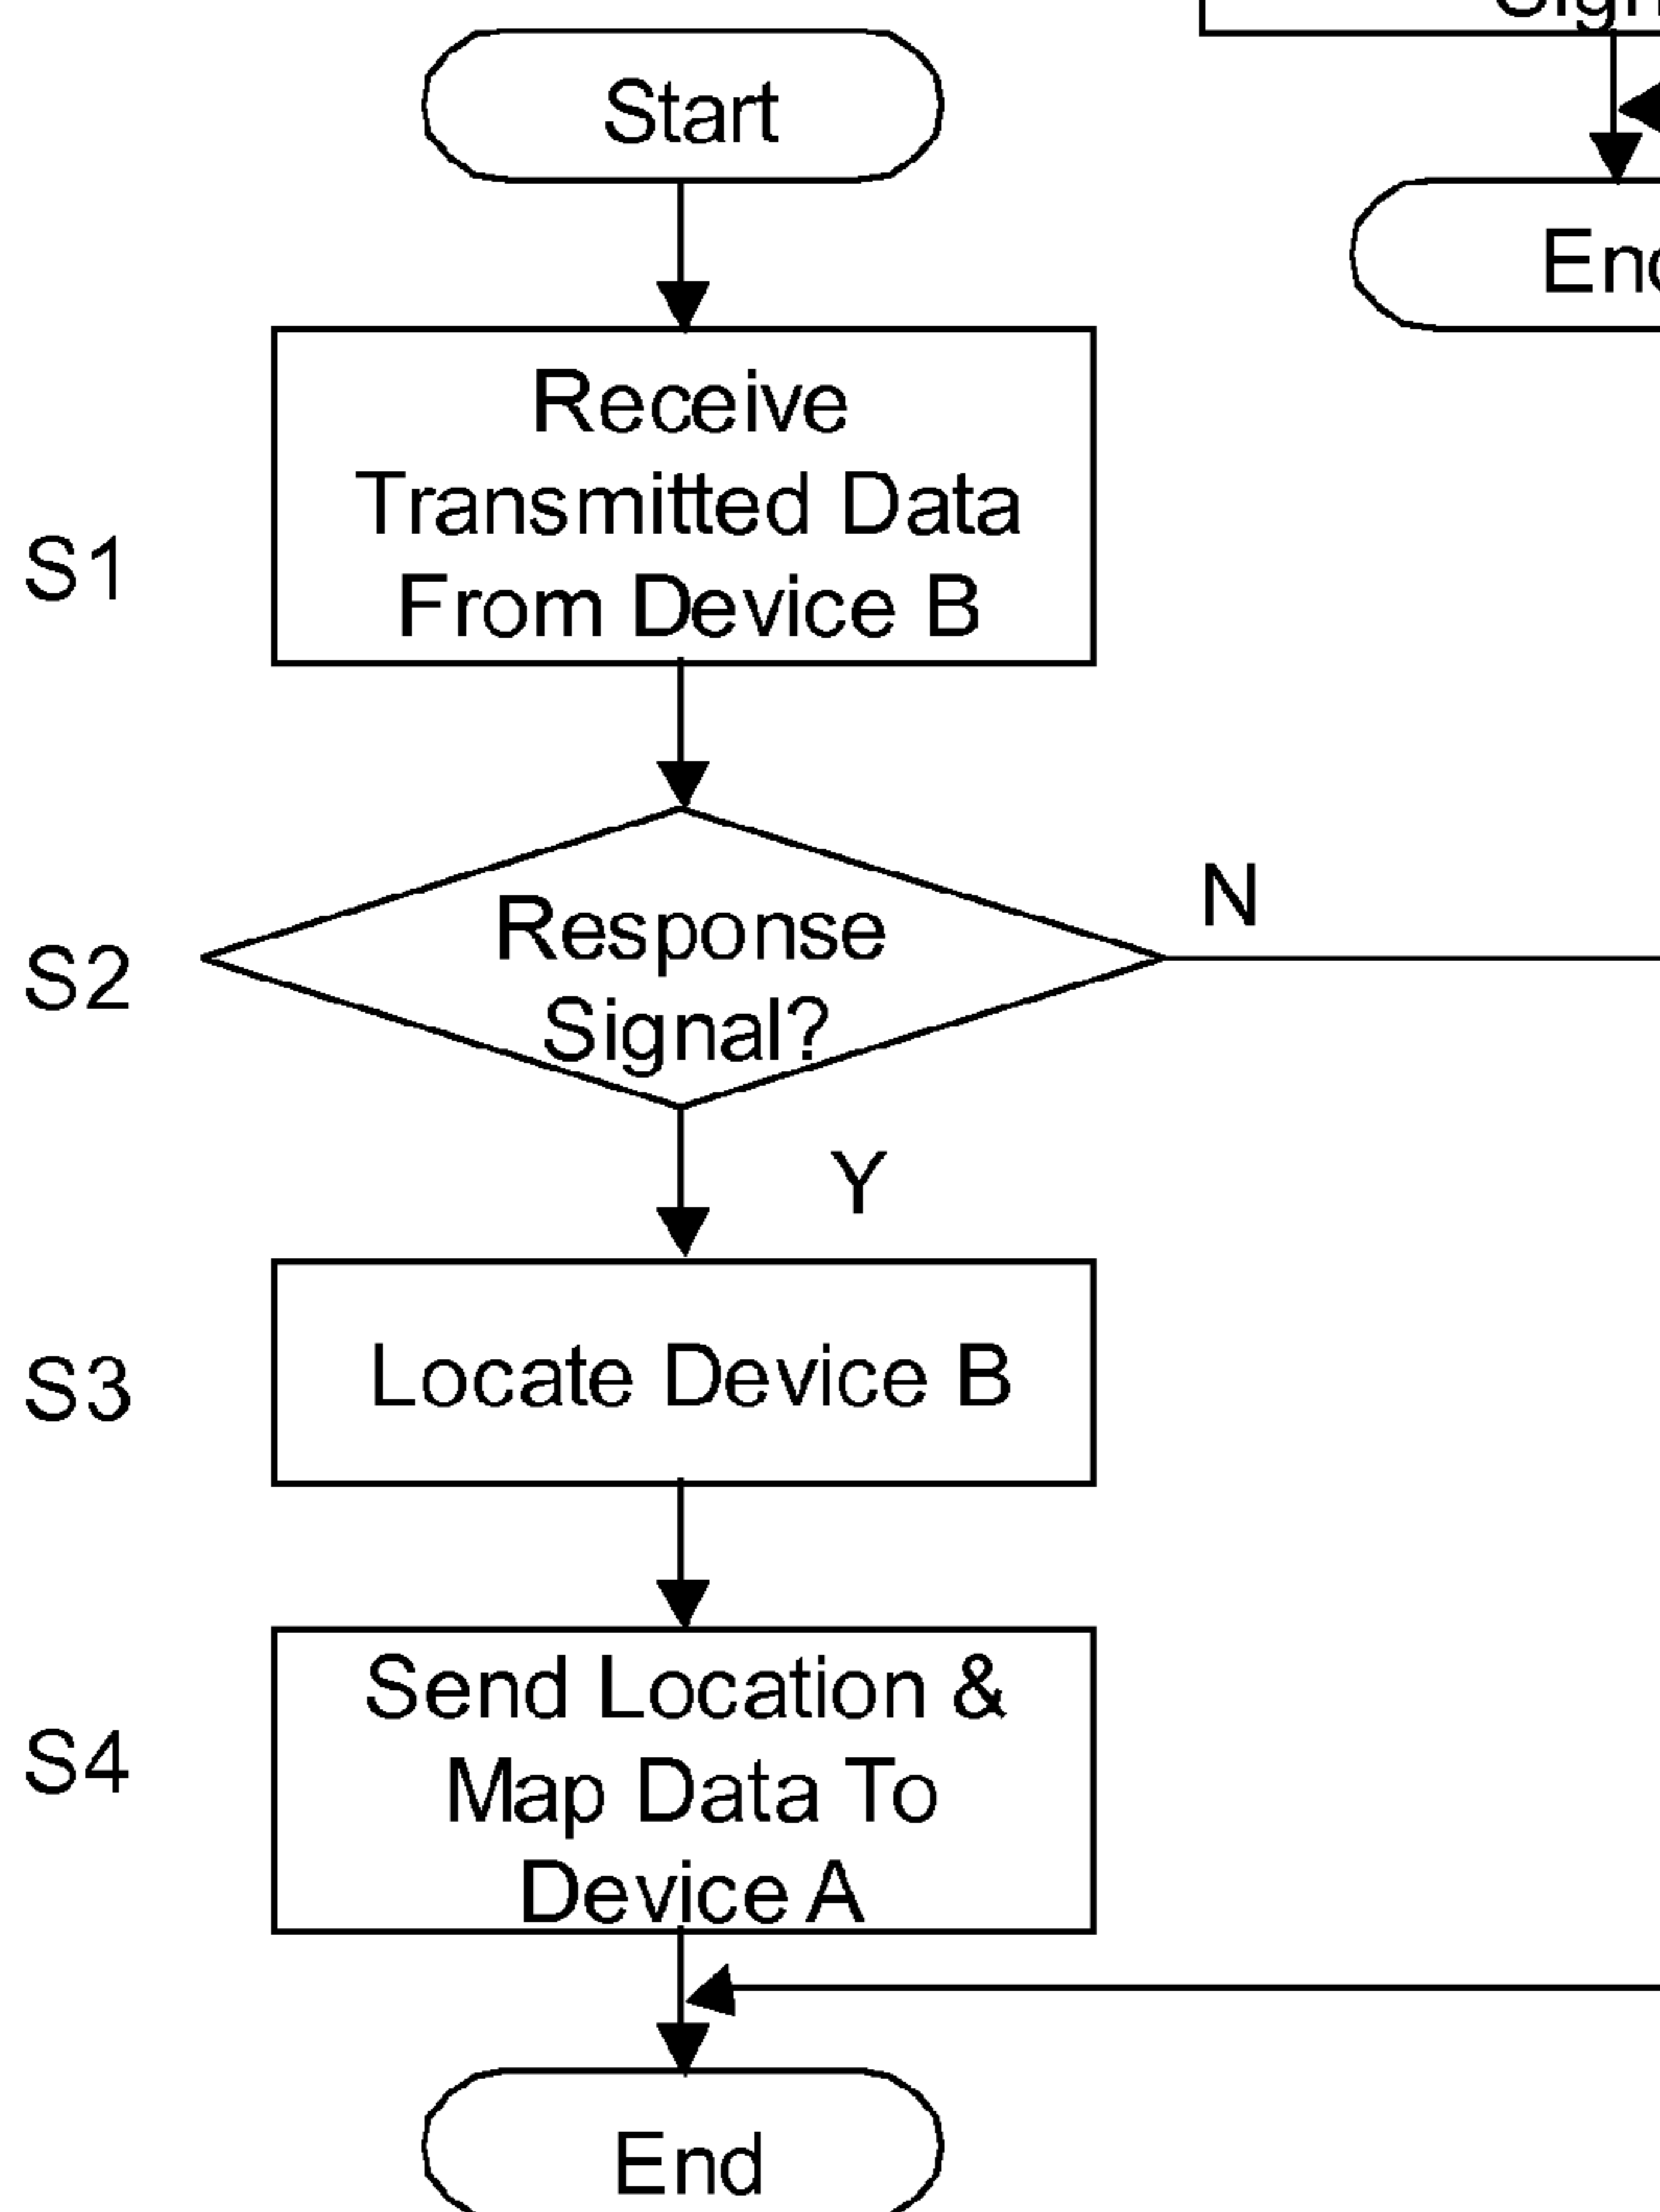 Start
S1
Receive
Transmitted Data
From Device B
S2
Response
Signal?
N
Y
S3
Locate Device B
S4
Send Location &
Map Data To
Device A
End